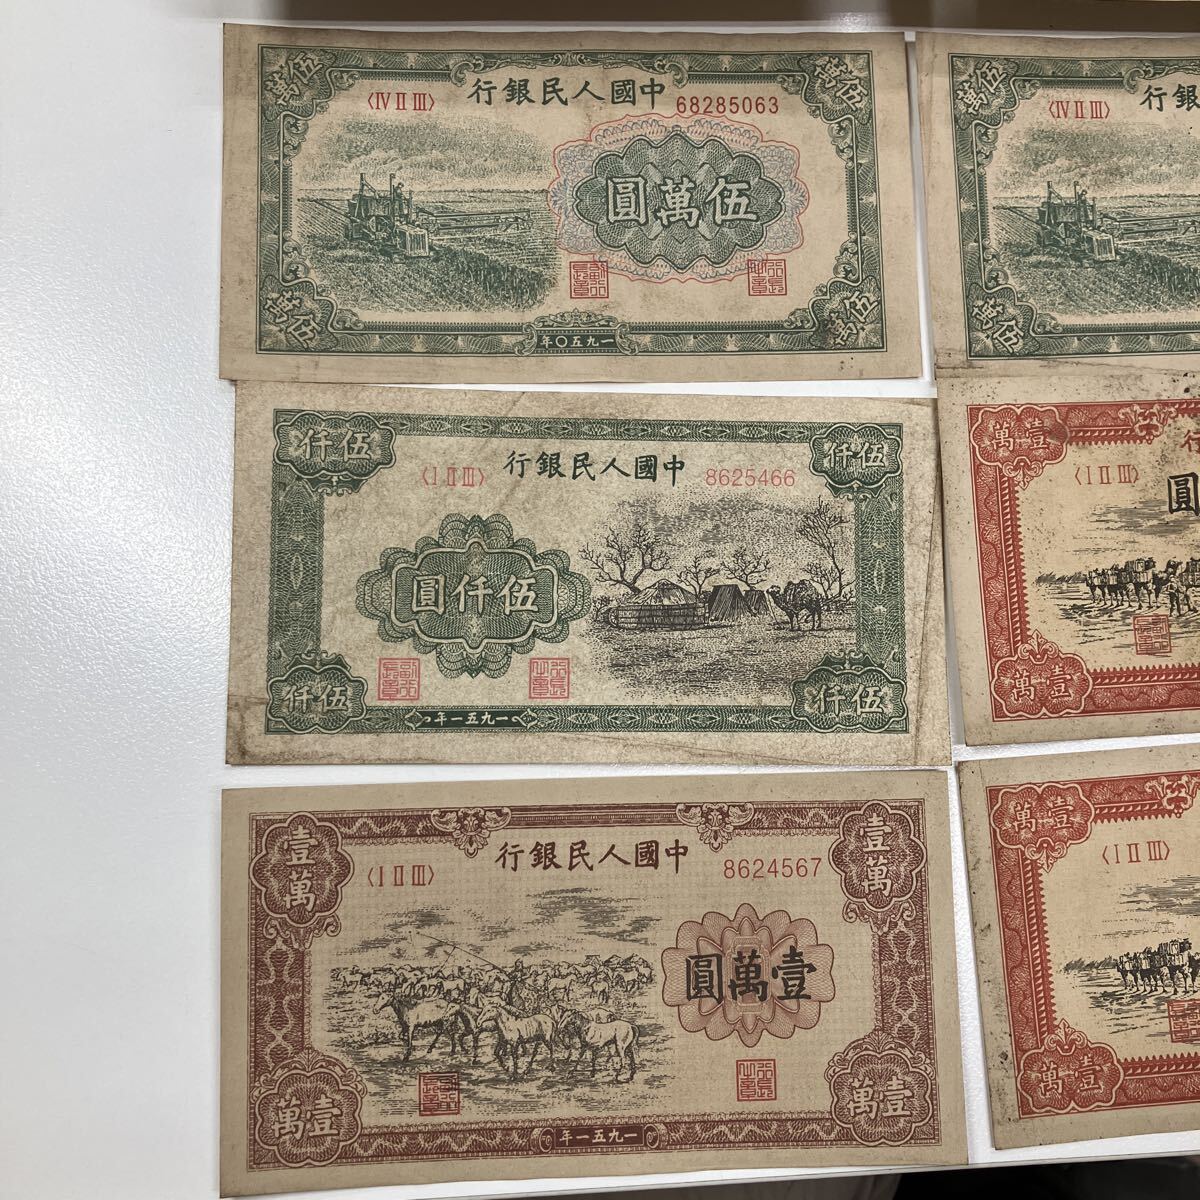 伍萬 萬伍
〈IV II III〉 行銀民人國中 68285063
圓萬伍
萬伍 萬伍
年〇五九一
伍萬
〈IV II III〉 行銀
萬伍
仟伍 仟伍
〈I II III〉 行銀民人國中 8625466
圓仟伍
仟伍 仟伍
年一五九一
萬壹
〈I II III〉 行
圓
萬壹
壹萬 壹萬
〈I II III〉 行銀民人國中 8624567
圓萬壹
萬壹 萬壹
年一五九一
萬壹
〈I II III〉
萬壹